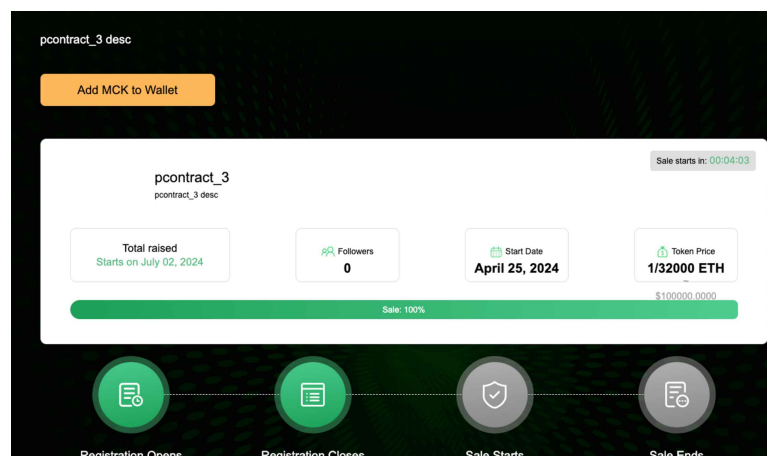 pcontract_3 desc
Add MCK to Wallet
Sale starts in: 00:04:03
pcontract_3
pcontract_3 desc
Total raised
Starts on July 02, 2024
Followers
0
Start Date
April 25, 2024
Token Price
1/32000 ETH
~
$100000.0000
Sale: 100%
Registration Opens
Registration Closes
Sale Starts
Sale Ends